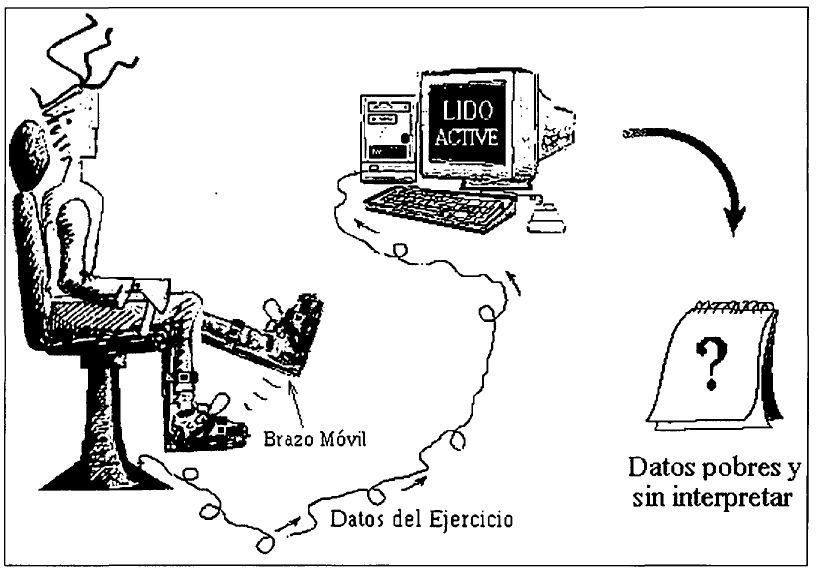 LIDO
ACTIVE
?
Brazo Móvil
Datos del Ejercicio
Datos pobres y
sin interpretar